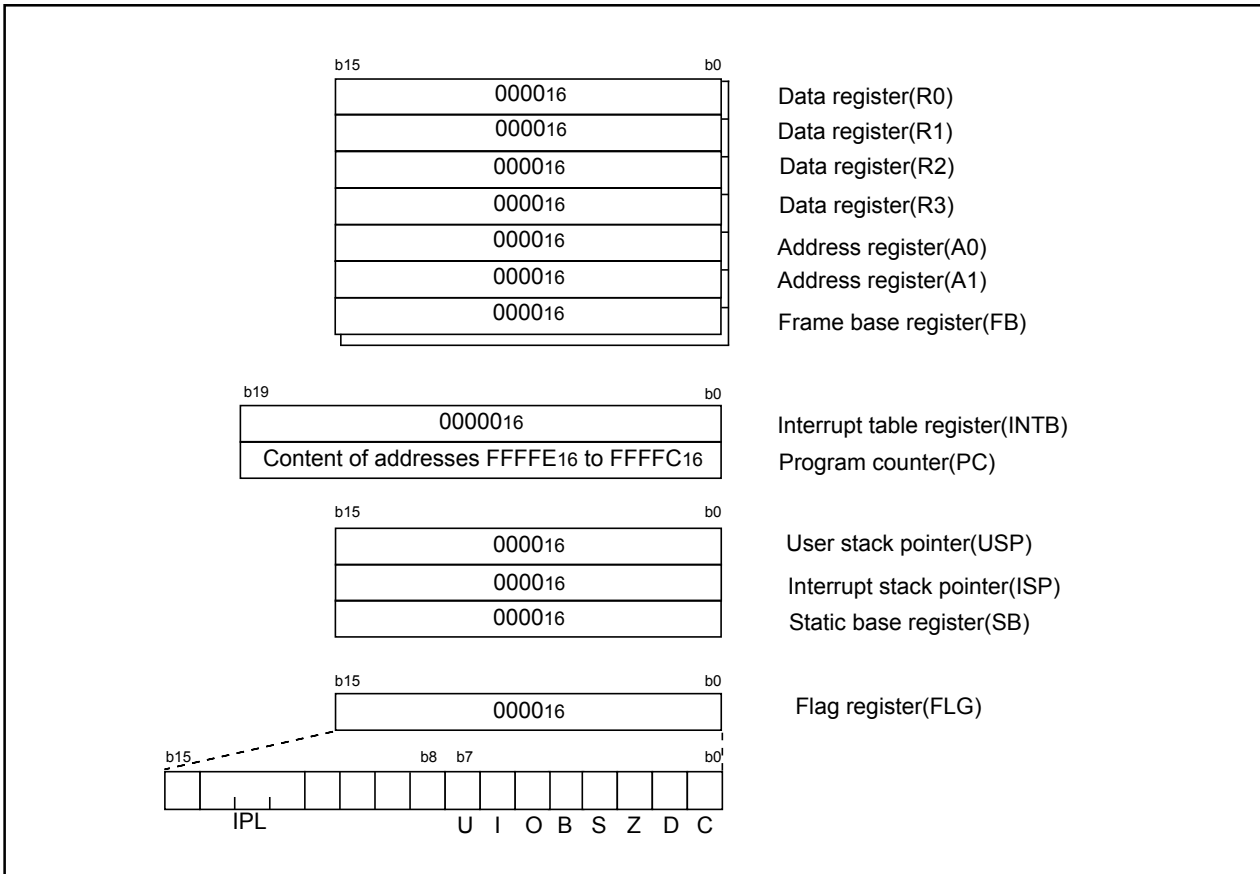 b15 b0
000016 Data register(R0)
000016 Data register(R1)
000016 Data register(R2)
000016 Data register(R3)
000016 Address register(A0)
000016 Address register(A1)
000016 Frame base register(FB)
b19 b0
0000016 Interrupt table register(INTB)
Content of addresses FFFFE16 to FFFFC16 Program counter(PC)
b15 b0
000016 User stack pointer(USP)
000016 Interrupt stack pointer(ISP)
000016 Static base register(SB)
b15 b0
000016 Flag register(FLG)
b15 b8 b7 b0
IPL U I O B S Z D C